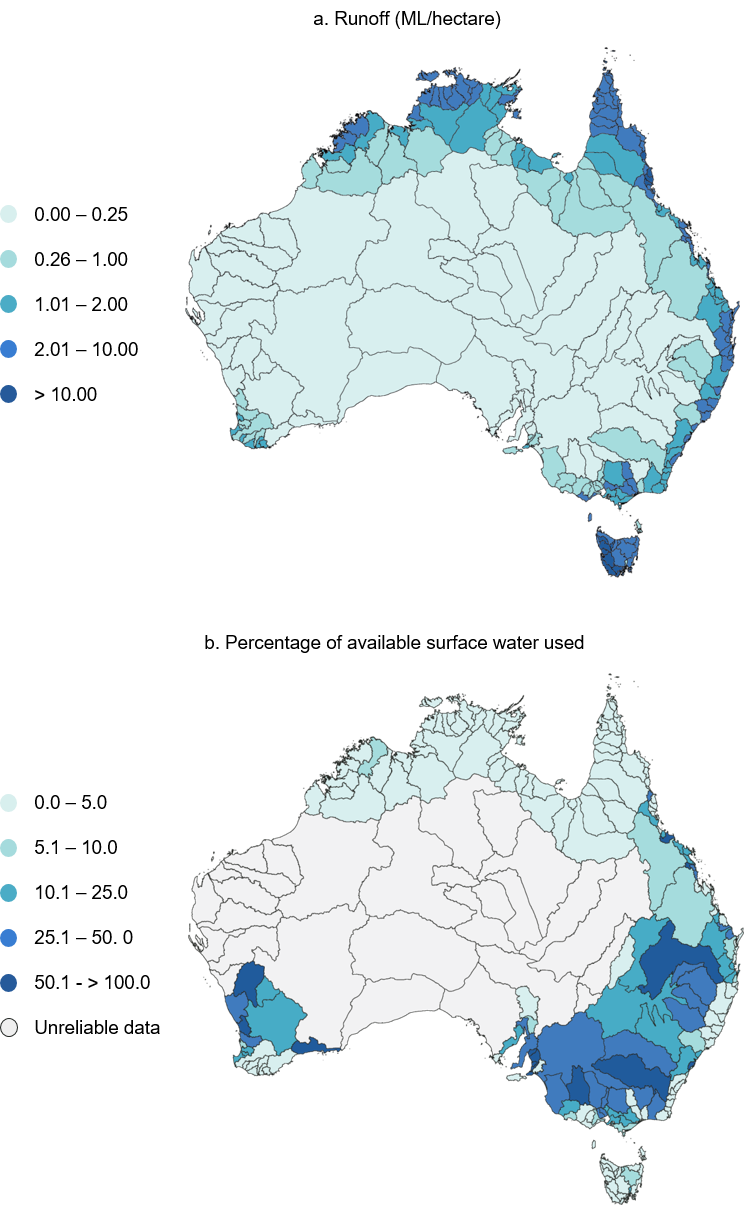 a. Runoff (ML/hectare)
0.00 – 0.25
0.26 – 1.00
1.01 – 2.00
2.01 – 10.00
> 10.00
b. Percentage of available surface water used
0.0 – 5.0
5.1 – 10.0
10.1 – 25.0
25.1 – 50. 0
50.1 - > 100.0
Unreliable data